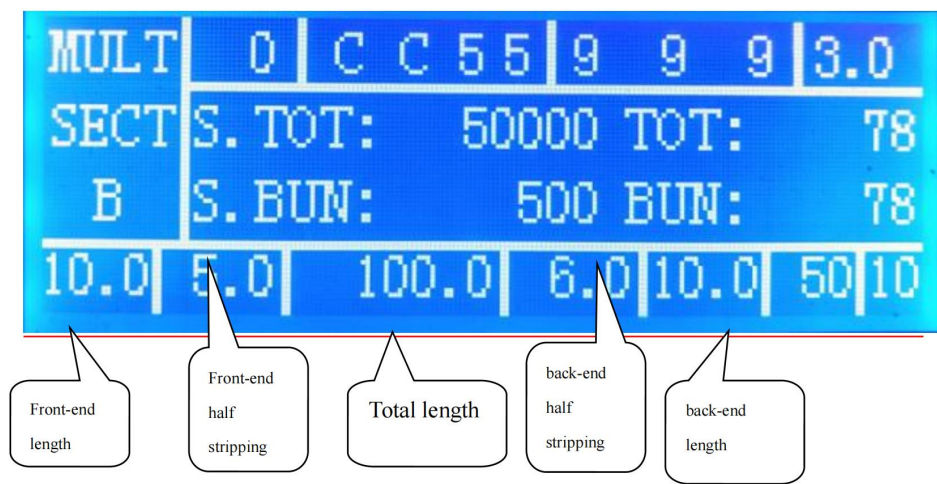 MULT 0 C C 5 5 9 9 9 3.0
SECT S. TOT: 50000 TOT: 78
B S. BUN: 500 BUN: 78
10.0 5.0 100.0 6.0 10.0 50 10
Front-end
length
Front-end
half
stripping
Total length
back-end
half
stripping
back-end
length